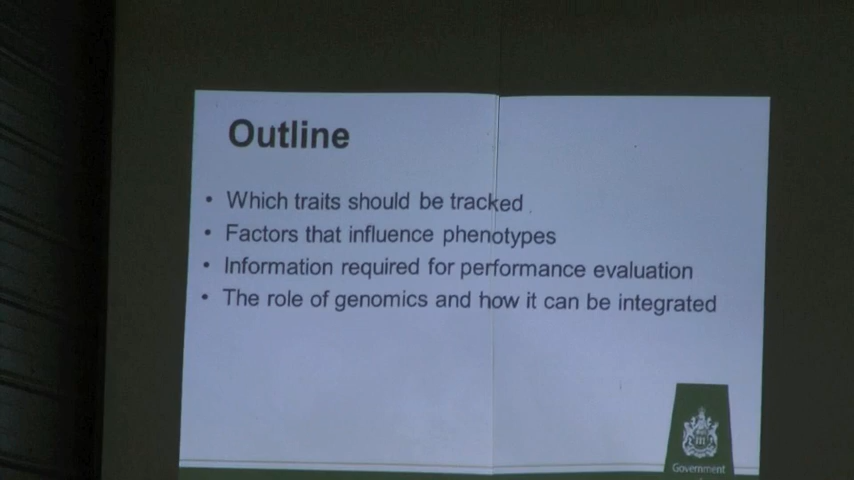 Outline
• Which traits should be tracked
• Factors that influence phenotypes
• Information required for performance evaluation
• The role of genomics and how it can be integrated
Government